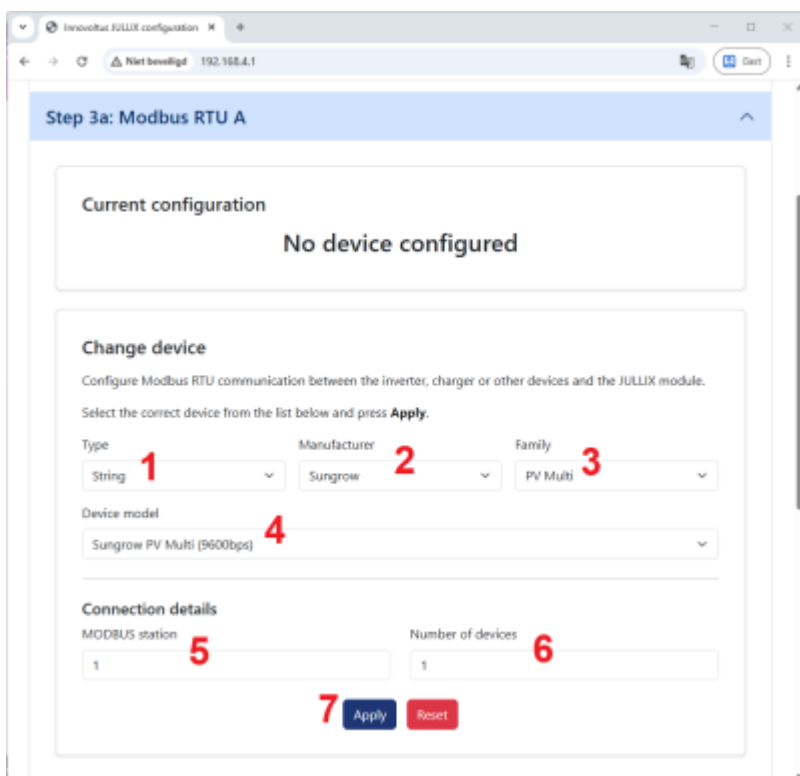 Innovoltus JULLIX configuration
Niet beveiligd 192.168.4.1 Gast
Step 3a: Modbus RTU A
Current configuration
No device configured
Change device
Configure Modbus RTU communication between the inverter, charger or other devices and the JULLIX module.
Select the correct device from the list below and press Apply.
Type Manufacturer Family
1 2 3
String Sungrow PV Multi
Device model
4
Sungrow PV Multi (9600bps)
Connection details
MODBUS station Number of devices
5 6
1 1
7 Apply Reset